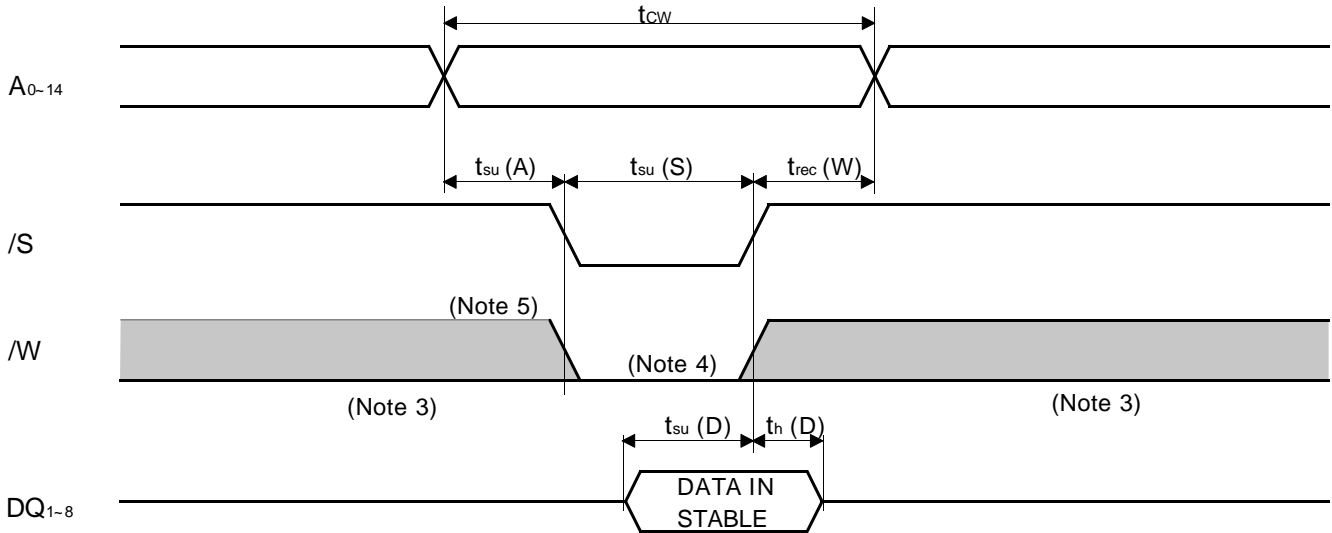 tCW
A0~14
tsu (A)
tsu (S)
trec (W)
/S
(Note 5)
/W
(Note 4)
(Note 3)
(Note 3)
tsu (D)
th (D)
DQ1~8
DATA IN
STABLE